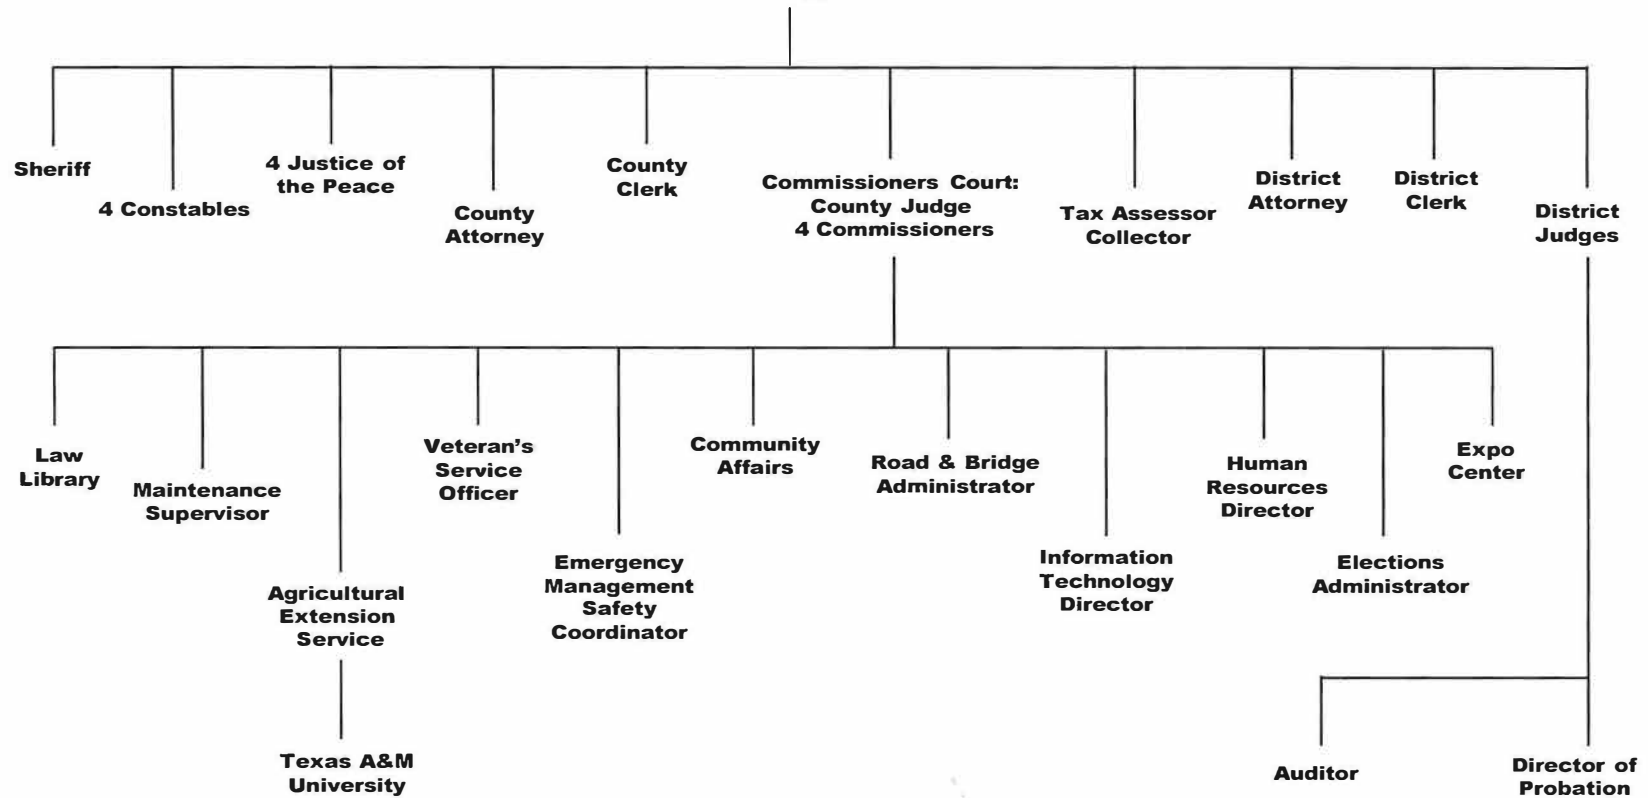 Sheriff
4 Constables
4 Justice of
the Peace
County
Attorney
County
Clerk
Commissioners Court:
County Judge
4 Commissioners
Tax Assessor
Collector
District
Attorney
District
Clerk
District
Judges
Law
Library
Maintenance
Supervisor
Agricultural
Extension
Service
Veteran's
Service
Officer
Emergency
Management
Safety
Coordinator
Community
Affairs
Road & Bridge
Administrator
Information
Technology
Director
Human
Resources
Director
Elections
Administrator
Expo
Center
Texas A&M
University
Auditor
Director of
Probation